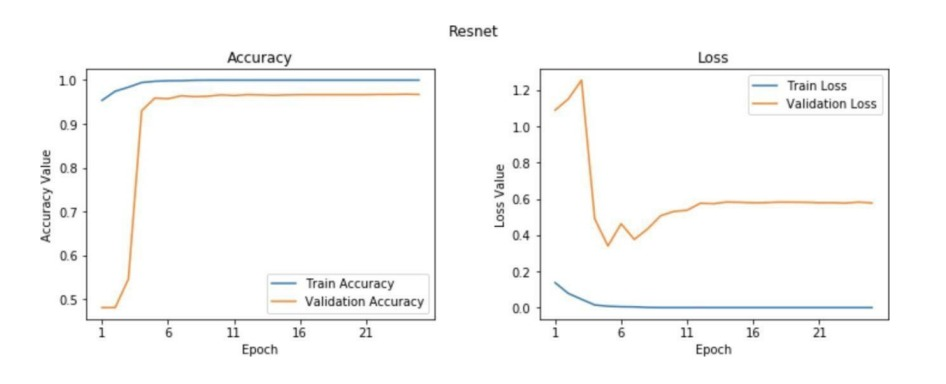 Resnet
Accuracy
Accuracy Value
1.0
0.9
0.8
0.7
0.6
0.5
Train Accuracy
Validation Accuracy
1 6 11 16 21
Epoch
Loss
Loss Value
1.2
1.0
0.8
0.6
0.4
0.2
0.0
Train Loss
Validation Loss
1 6 11 16 21
Epoch